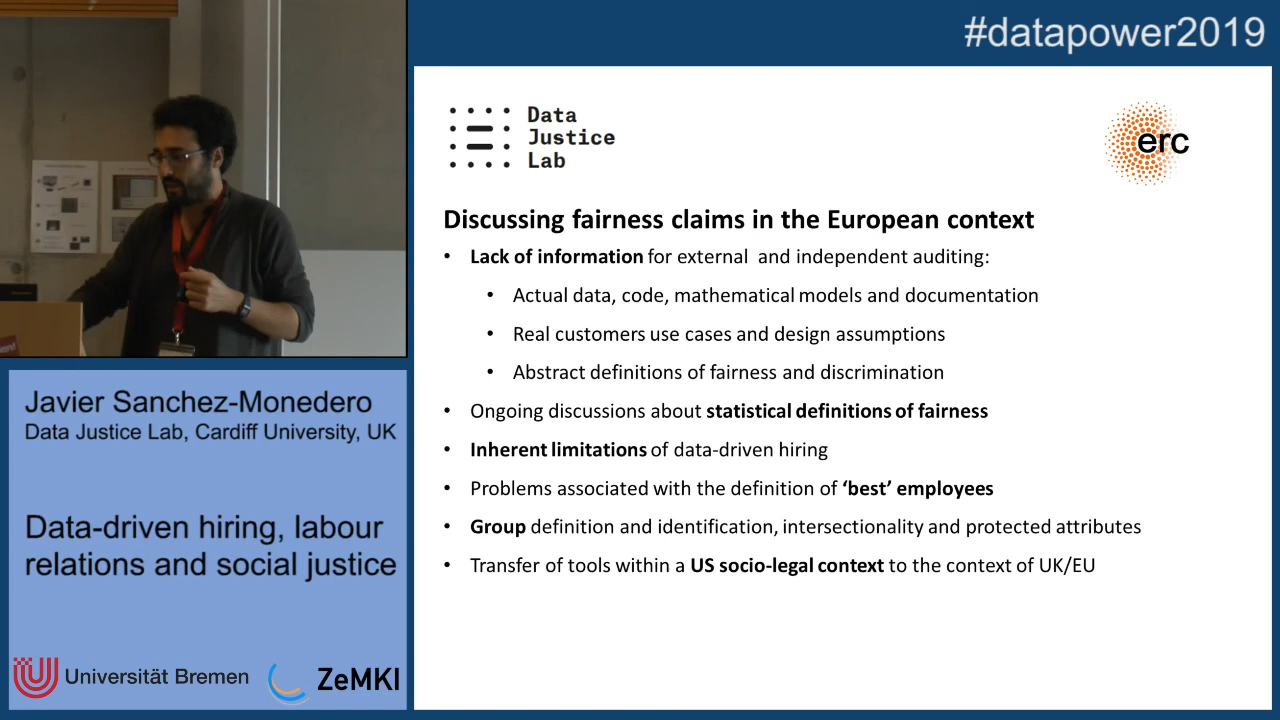 #datapower2019
Data
Justice
Lab
erc
Discussing fairness claims in the European context
• Lack of information for external and independent auditing:
• Actual data, code, mathematical models and documentation
• Real customers use cases and design assumptions
• Abstract definitions of fairness and discrimination
• Ongoing discussions about statistical definitions of fairness
• Inherent limitations of data-driven hiring
• Problems associated with the definition of ‘best’ employees
• Group definition and identification, intersectionality and protected attributes
• Transfer of tools within a US socio-legal context to the context of UK/EU
Javier Sanchez-Monedero
Data Justice Lab, Cardiff University, UK
Data-driven hiring, labour
relations and social justice
Universität Bremen
ZeMKI